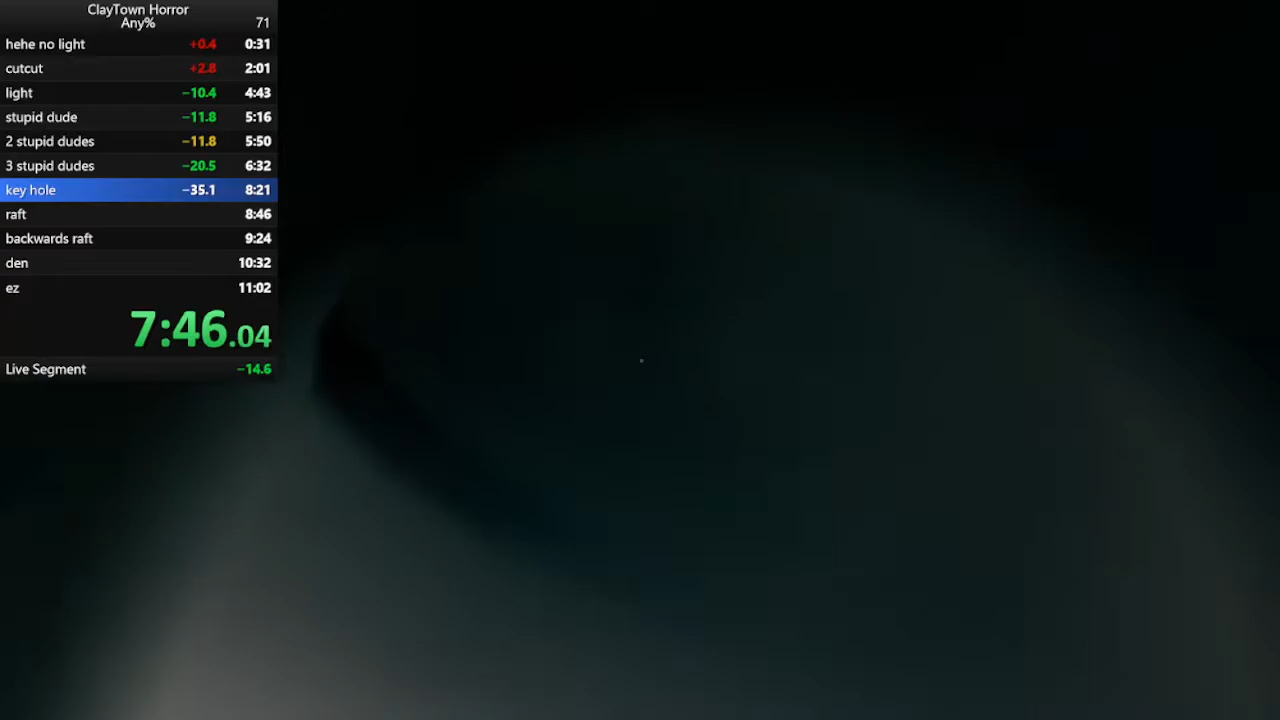 ClayTown Horror
Any% 71
hehe no light +0.4 0:31
cutcut +2.8 2:01
light −10.4 4:43
stupid dude −11.8 5:16
2 stupid dudes −11.8 5:50
3 stupid dudes −20.5 6:32
key hole −35.1 8:21
raft 8:46
backwards raft 9:24
den 10:32
ez 11:02
7:46.04
Live Segment −14.6